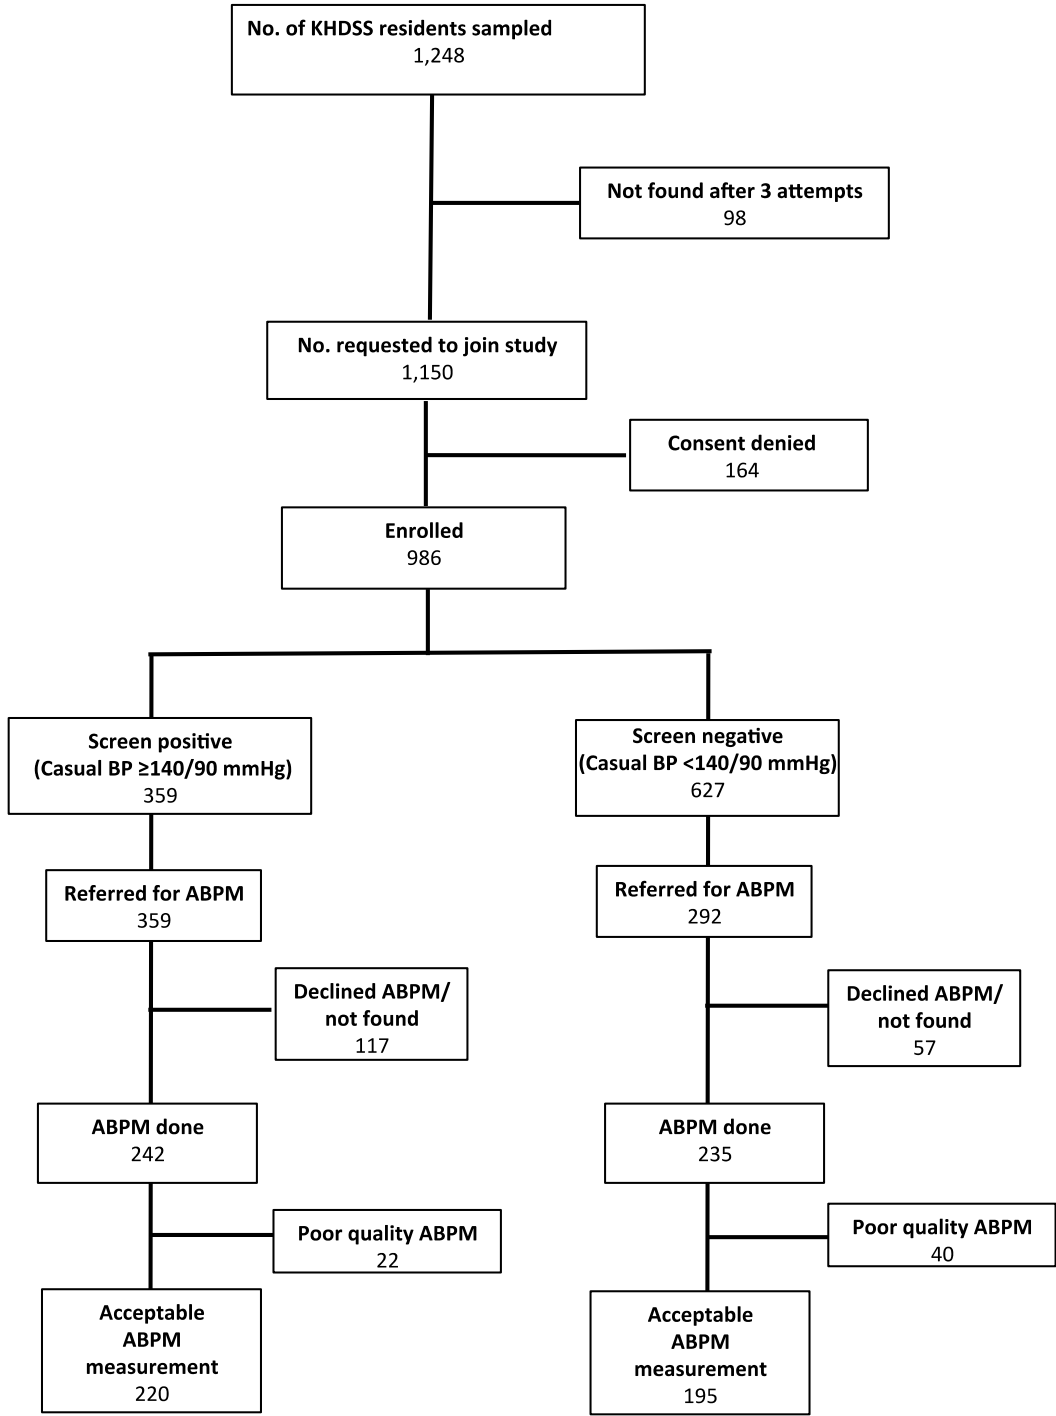 No. of KHDSS residents sampled
1,248
Not found after 3 attempts
98
No. requested to join study
1,150
Consent denied
164
Enrolled
986
Screen positive
(Casual BP ≥140/90 mmHg)
359
Screen negative
(Casual BP <140/90 mmHg)
627
Referred for ABPM
359
Referred for ABPM
292
Declined ABPM/
not found
117
Declined ABPM/
not found
57
ABPM done
242
ABPM done
235
Poor quality ABPM
22
Poor quality ABPM
40
Acceptable
ABPM
measurement
220
Acceptable
ABPM
measurement
195